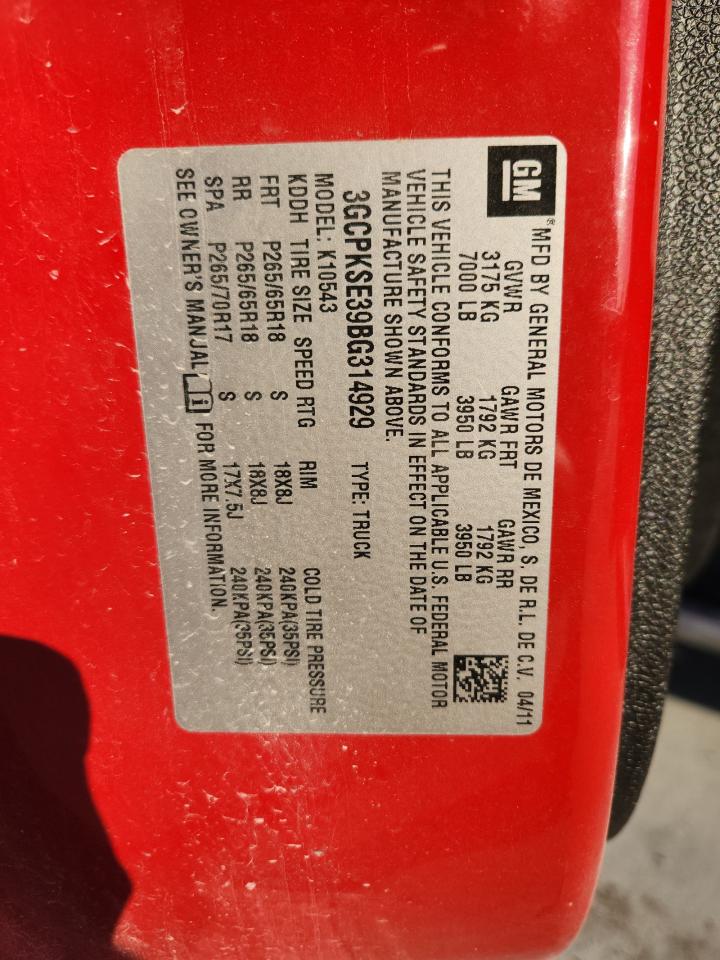 GM
®
MFD BY GENERAL MOTORS DE MEXICO, S. DE R.L. DE C.V. 04/11
GVWR GAWR FRT GAWR RR
3175 KG 1792 KG 1792 KG
7000 LB 3950 LB 3950 LB
THIS VEHICLE CONFORMS TO ALL APPLICABLE U.S. FEDERAL MOTOR
VEHICLE SAFETY STANDARDS IN EFFECT ON THE DATE OF
MANUFACTURE SHOWN ABOVE.
3GCPKSE39BG314929 TYPE: TRUCK
MODEL: K10543
KDDH TIRE SIZE SPEED RTG RIM COLD TIRE PRESSURE
FRT P265/65R18 S 18X8J 240KPA(35PSI)
RR P265/65R18 S 18X8J 240KPA(35PSI)
SPA P265/70R17 S 17X7.5J 240KPA(35PSI)
SEE OWNER'S MANUAL i FOR MORE INFORMATION.